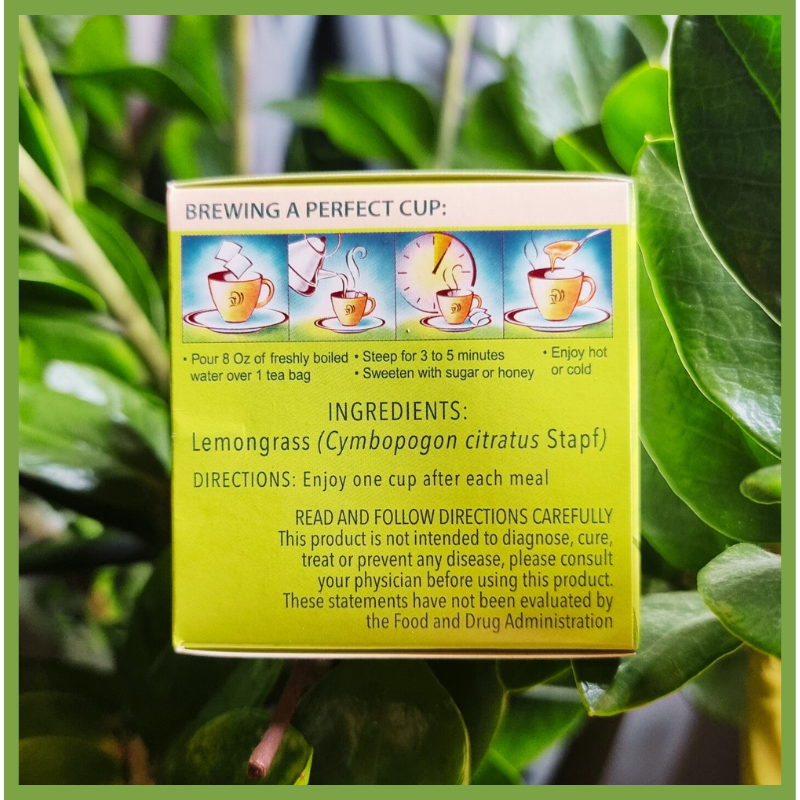 BREWING A PERFECT CUP:
• Pour 8 Oz of freshly boiled
water over 1 tea bag
• Steep for 3 to 5 minutes
• Sweeten with sugar or honey
• Enjoy hot
or cold
INGREDIENTS:
Lemongrass (Cymbopogon citratus Stapf)
DIRECTIONS: Enjoy one cup after each meal
READ AND FOLLOW DIRECTIONS CAREFULLY
This product is not intended to diagnose, cure,
treat or prevent any disease, please consult
your physician before using this product.
These statements have not been evaluated by
the Food and Drug Administration